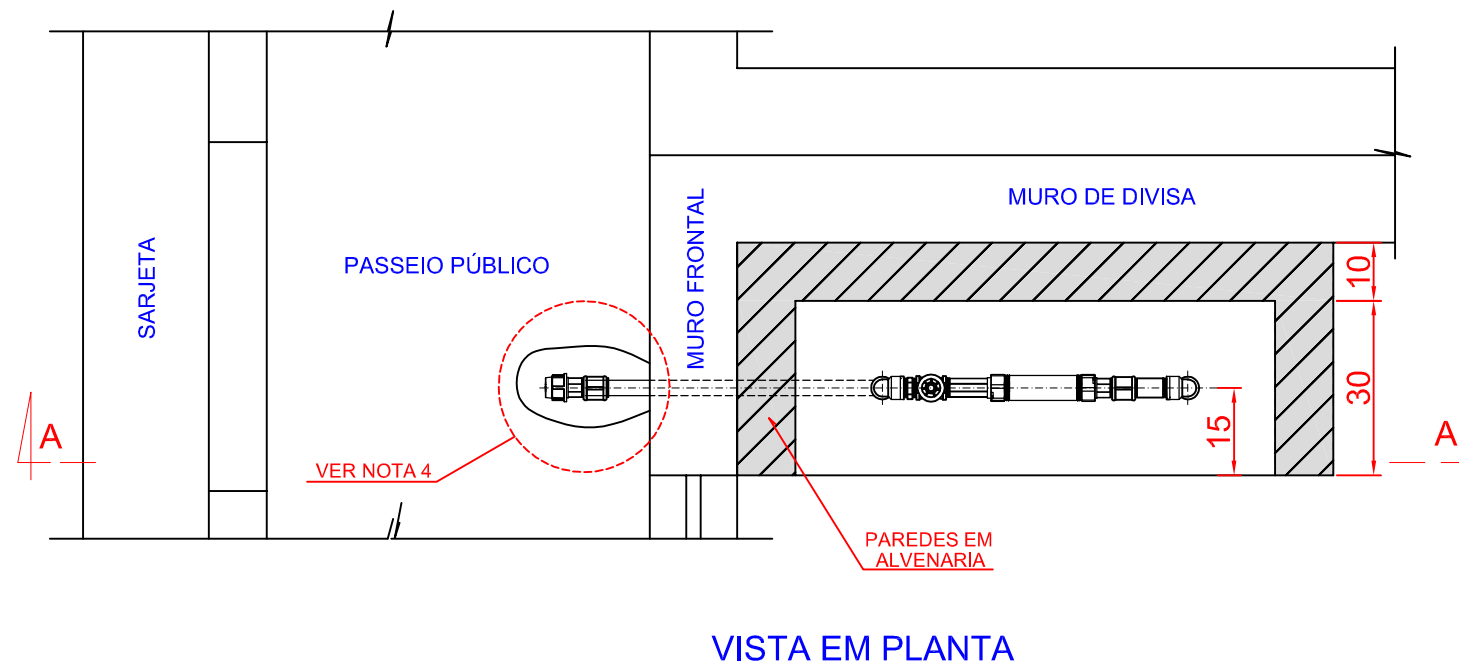 MURO DE DIVISA
SARJETA
PASSEIO PÚBLICO
MURO FRONTAL
10
30
15
A
A
VER NOTA 4
PAREDES EM
ALVENARIA
VISTA EM PLANTA